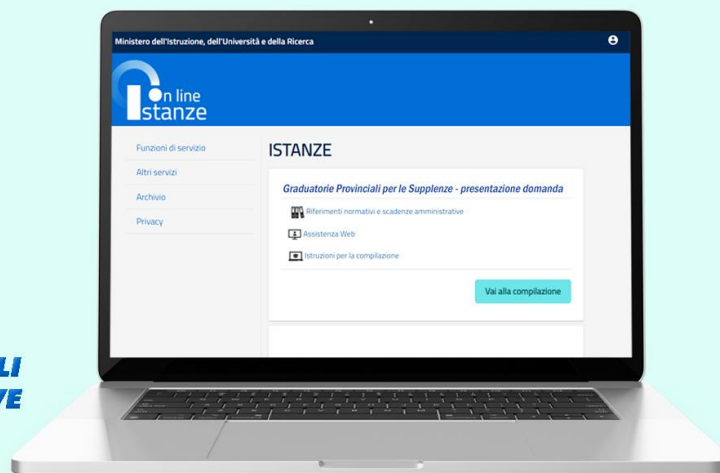 Ministero dell'Istruzione, dell'Università e della Ricerca
on line
Istanze
Funzioni di servizio
Altri servizi
Archivio
Privacy
ISTANZE
Graduatorie Provinciali per le Supplenze - presentazione domanda
Riferimenti normativi e scadenze amministrative
Assistenza Web
Istruzioni per la compilazione
Vai alla compilazione
LI
VE